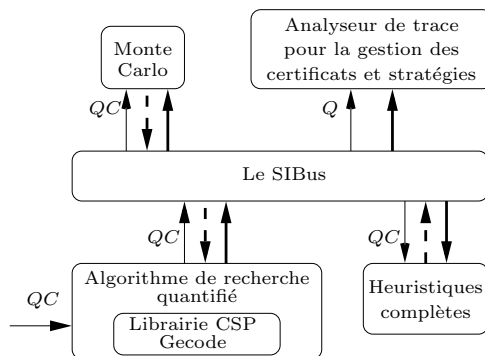 Monte
Carlo
Analyseur de trace
pour la gestion des
certificats et stratégies
QC
Q
Le SIBus
QC
QC
Algorithme de recherche
quantifié
Librairie CSP
Gecode
Heuristiques
complètes
QC